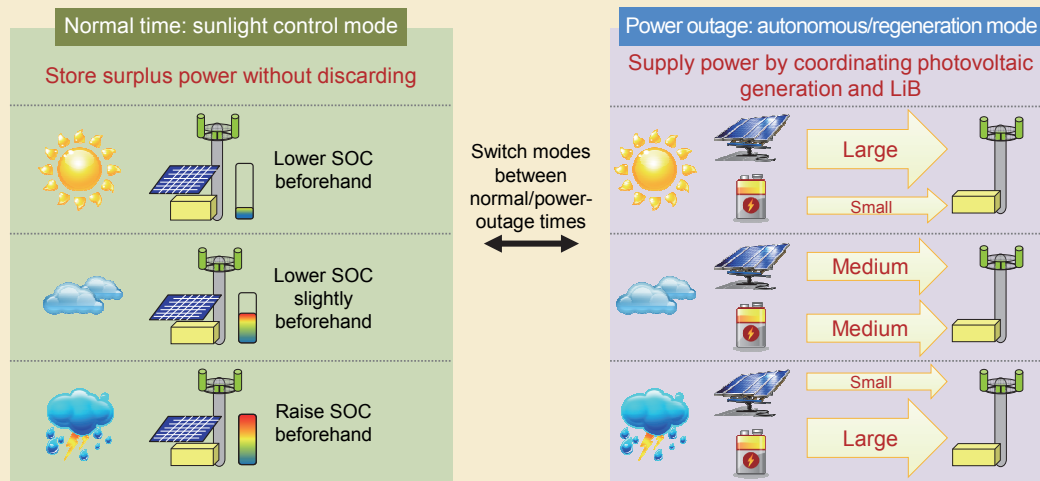 Normal time: sunlight control mode
Store surplus power without discarding
Lower SOC
beforehand
Lower SOC
slightly
beforehand
Raise SOC
beforehand
Switch modes
between
normal/power-
outage times
Power outage: autonomous/regeneration mode
Supply power by coordinating photovoltaic
generation and LiB
Large
Small
Medium
Medium
Small
Large